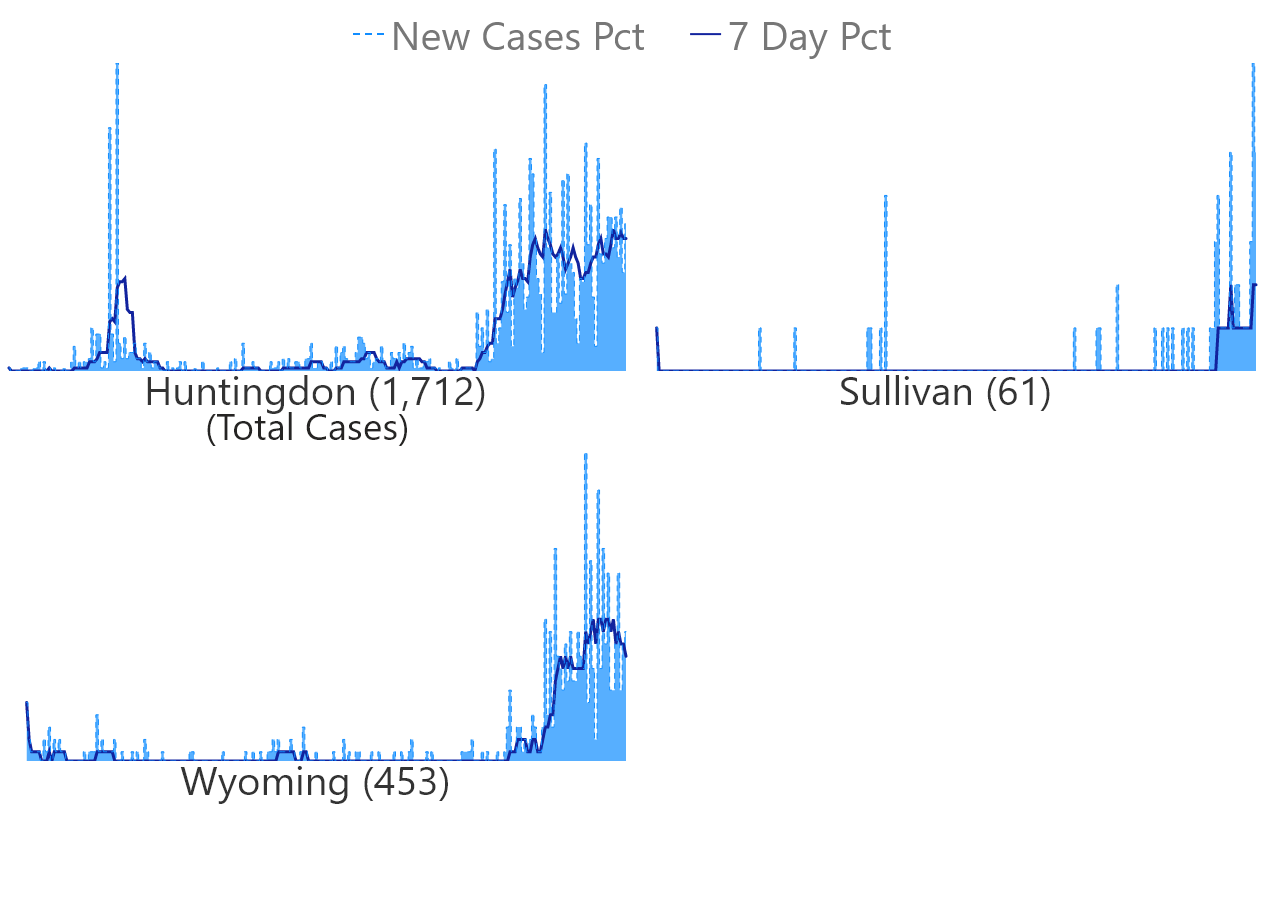 New Cases Pct 7 Day Pct
Huntingdon (1,712)
(Total Cases)
Sullivan (61)
Wyoming (453)